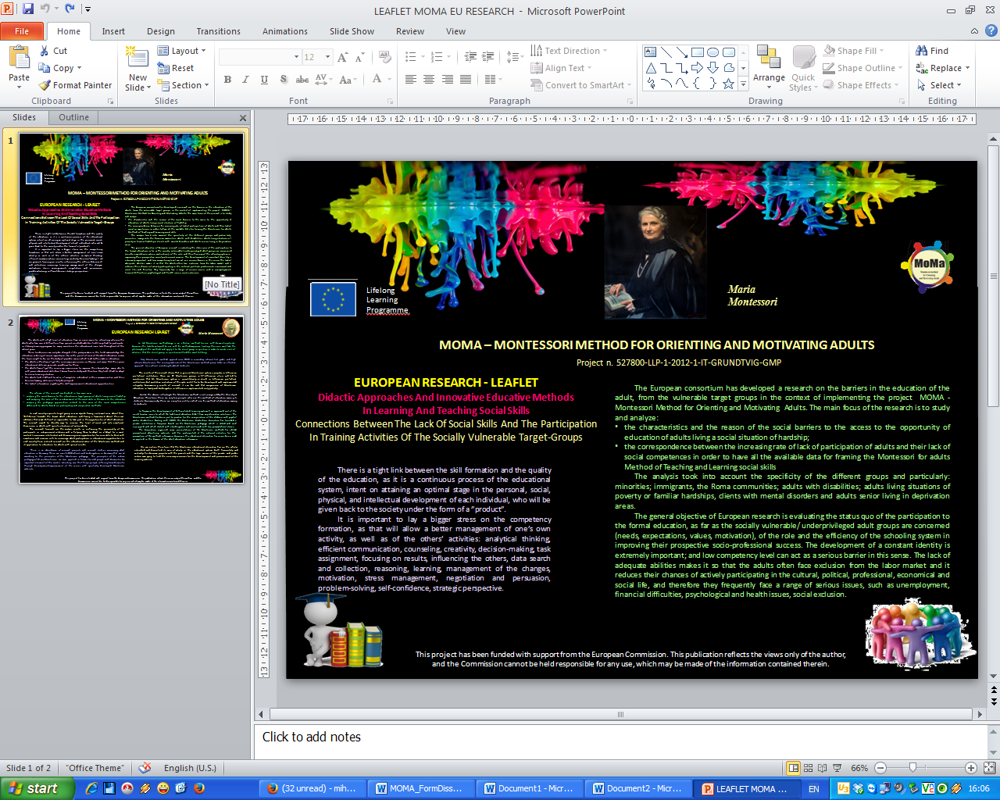 LEAFLET MOMA EU RESEARCH - Microsoft PowerPoint
File Home Insert Design Transitions Animations Slide Show Review View
Paste
Cut
Copy
Format Painter
Clipboard
New
Slide
Layout
Reset
Section
Slides
12
B I U S abc AV Aa A
Font
Text Direction
Align Text
Convert to SmartArt
Paragraph
Arrange
Quick
Styles
Shape Fill
Shape Outline
Shape Effects
Drawing
Find
Replace
Select
Editing
Slides Outline
1
[No Title]
2
Lifelong
Learning
Programme
Maria
Montessori
MoMa
MOMA – MONTESSORI METHOD FOR ORIENTING AND MOTIVATING ADULTS
Project n. 527800-LLP-1-2012-1-IT-GRUNDTVIG-GMP
EUROPEAN RESEARCH - LEAFLET
Didactic Approaches And Innovative Educative Methods
In Learning And Teaching Social Skills
Connections Between The Lack Of Social Skills And The Participation
In Training Activities Of The Socially Vulnerable Target-Groups
There is a tight link between the skill formation and the quality
of the education, as it is a continuous process of the educational
system, intent on attaining an optimal stage in the personal, social,
physical, and intellectual development of each individual, who will be
given back to the society under the form of a "product".
It is important to lay a bigger stress on the competency
formation, as that will allow a better management of one's own
activity, as well as of the others' activities: analytical thinking,
efficient communication, counseling, creativity, decision-making, task
assignment, focusing on results, influencing the others, data search
and collection, reasoning, learning, management of the changes,
motivation, stress management, negotiation and persuasion,
problem-solving, self-confidence, strategic perspective.
The European consortium has developed a research on the barriers in the education of the
adult, from the vulnerable target groups in the context of implementing the project MOMA -
Montessori Method for Orienting and Motivating Adults. The main focus of the research is to study
and analyze:
• the characteristics and the reason of the social barriers to the access to the opportunity of
education of adults living a social situation of hardship;
• the correspondence between the increasing rate of lack of participation of adults and their lack of
social competences in order to have all the available data for framing the Montessori for adults
Method of Teaching and Learning social skills
The analysis took into account the specificity of the different groups and particularly:
minorities; immigrants, the Roma communities; adults with disabilities; adults living situations of
poverty or familiar hardships, clients with mental disorders and adults senior living in deprivation
areas.
The general objective of European research is evaluating the status quo of the participation to
the formal education, as far as the socially vulnerable/ underprivileged adult groups are concerned
(needs, expectations, values, motivation), of the role and the efficiency of the schooling system in
improving their prospective socio-professional success. The development of a constant identity is
extremely important; and low competency level can act as a serious barrier in this sense. The lack of
adequate abilities makes it so that the adults often face exclusion from the labor market and it
reduces their chances of actively participating in the cultural, political, professional, economical and
social life, and therefore they frequently face a range of serious issues, such as unemployment,
financial difficulties, psychological and health issues, social exclusion.
This project has been funded with support from the European Commission. This publication reflects the views only of the author,
and the Commission cannot be held responsible for any use, which may be made of the information contained therein.
Click to add notes
Slide 1 of 2 "Office Theme" English (U.S.) 66%
start (32 unread) - mih... MOMA_FormDiss... Document1 - Micr... Document2 - Micr... LEAFLET MOMA ... EN 16:06